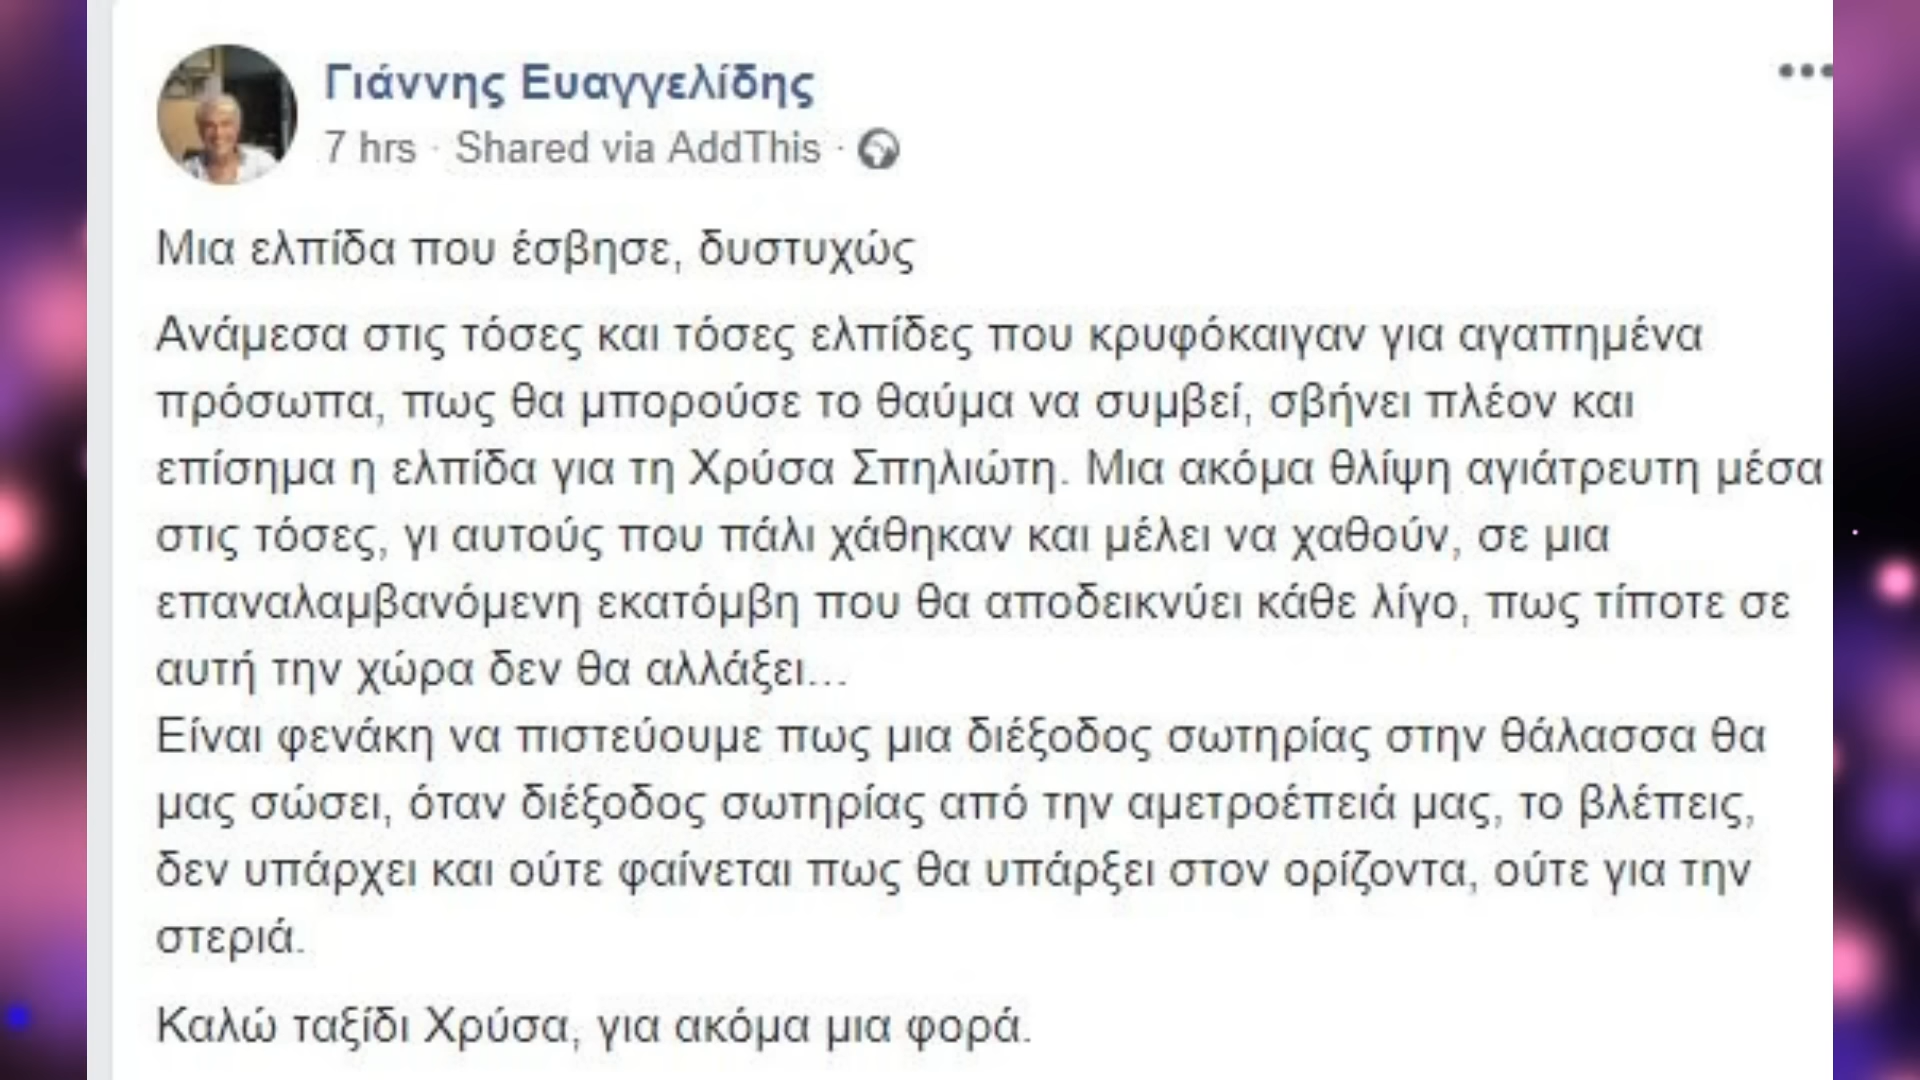 Γιάννης Ευαγγελίδης
7 hrs · Shared via AddThis ·
Μια ελπίδα που έσβησε, δυστυχώς
Ανάμεσα στις τόσες και τόσες ελπίδες που κρυφόκαιγαν για αγαπημένα
πρόσωπα, πως θα μπορούσε το θαύμα να συμβεί, σβήνει πλέον και
επίσημα η ελπίδα για τη Χρύσα Σπηλιώτη. Μια ακόμα θλίψη αγιάτρευτη μέσα
στις τόσες, γι αυτούς που πάλι χάθηκαν και μέλει να χαθούν, σε μια
επαναλαμβανόμενη εκατόμβη που θα αποδεικνύει κάθε λίγο, πως τίποτε σε
αυτή την χώρα δεν θα αλλάξει...
Είναι φενάκη να πιστεύουμε πως μια διέξοδος σωτηρίας στην θάλασσα θα
μας σώσει, όταν διέξοδος σωτηρίας από την αμετροέπειά μας, το βλέπεις,
δεν υπάρχει και ούτε φαίνεται πως θα υπάρξει στον ορίζοντα, ούτε για την
στεριά.
Καλώ ταξίδι Χρύσα, για ακόμα μια φορά.